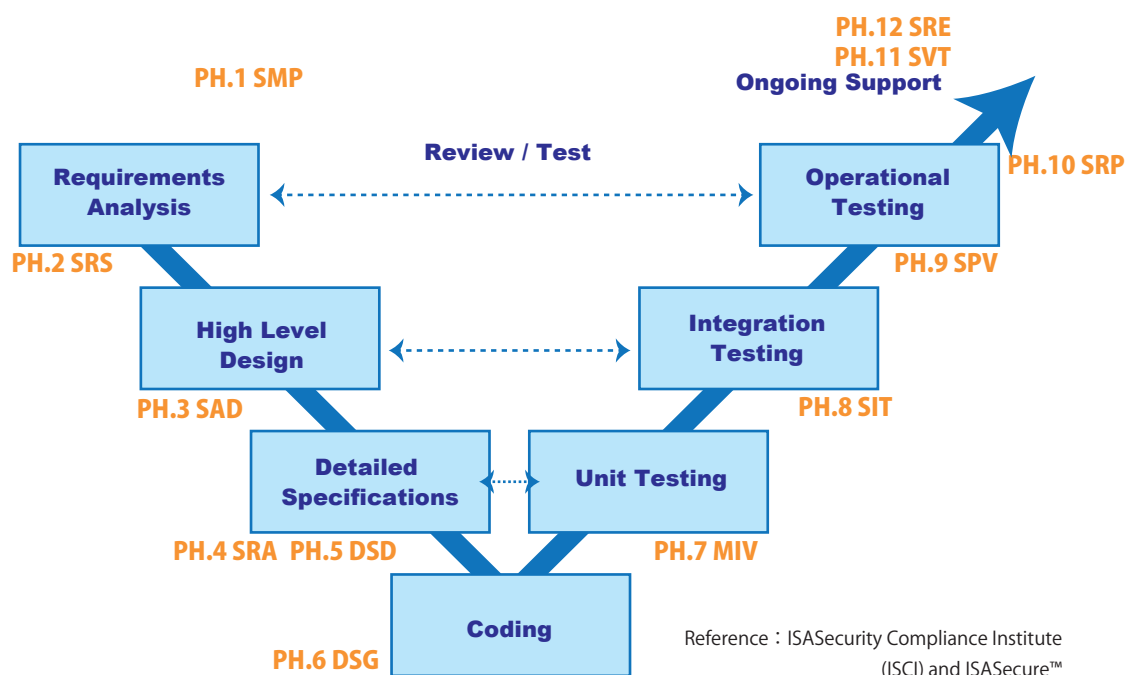 PH.12 SRE
PH.11 SVT
Ongoing Support
PH.1 SMP
Review / Test
Requirements
Analysis
Operational
Testing
PH.10 SRP
PH.2 SRS
PH.9 SPV
High Level
Design
Integration
Testing
PH.3 SAD
PH.8 SIT
Detailed
Specifications
Unit Testing
PH.4 SRA PH.5 DSD
PH.7 MIV
Coding
PH.6 DSG
Reference：ISASecurity Compliance Institute
(ISCI) and ISASecure™